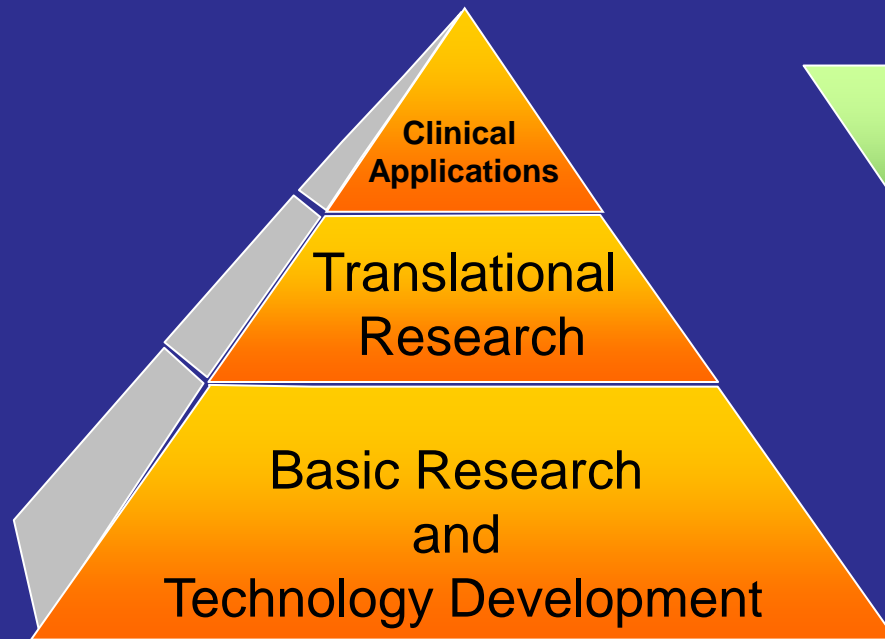 Clinical
Applications
Translational
Research
Basic Research
and
Technology Development